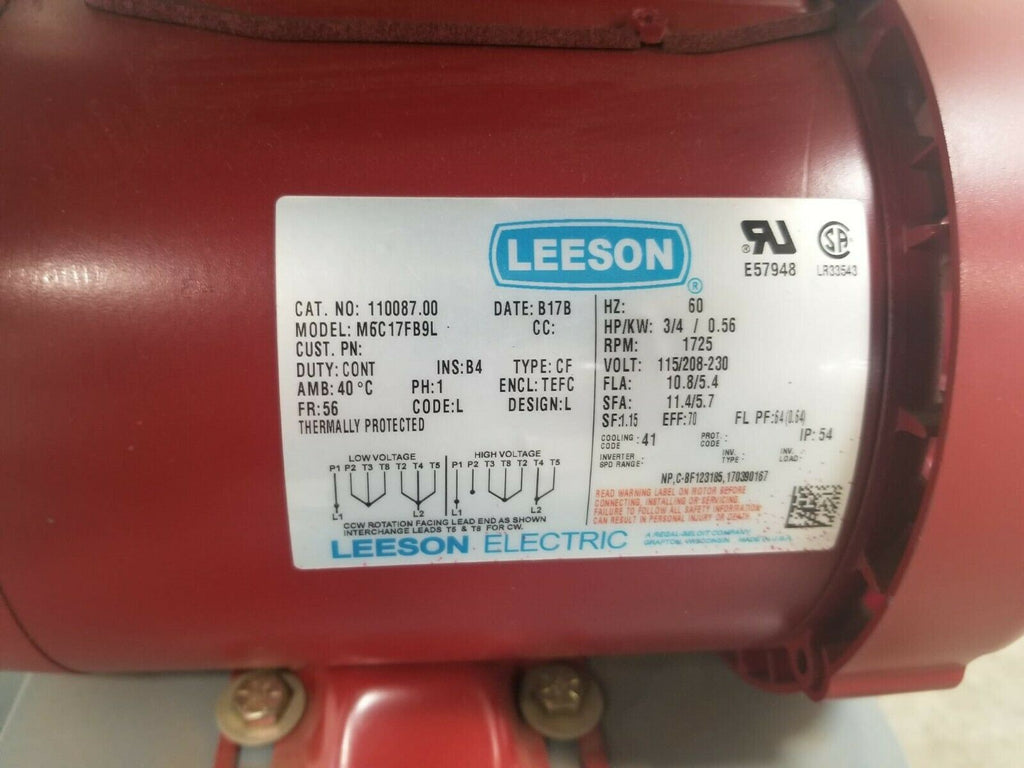 LEESON
®
E57948
LR33543
CAT. NO: 110087.00 DATE: B17B
MODEL: M6C17FB9L CC:
CUST. PN:
DUTY: CONT INS:B4 TYPE: CF
AMB: 40 °C PH:1 ENCL: TEFC
FR: 56 CODE: L DESIGN: L
THERMALLY PROTECTED
HZ: 60
HP/KW: 3/4 / 0.56
RPM: 1725
VOLT: 115/208-230
FLA: 10.8/5.4
SFA: 11.4/5.7
SF:1.15 EFF:70 FL PF:64 (0.64)
COOLING CODE : 41 PROT. CODE : IP: 54
INVERTER SPD RANGE- INV. TYPE- INV. LOAD-
NP,C-BF123185,170390167
LOW VOLTAGE HIGH VOLTAGE
P1 P2 T3 T8 T2 T4 T5 P1 P2 T3 T8 T2 T4 T5
L1 L2 L1 L2
CCW ROTATION FACING LEAD END AS SHOWN
INTERCHANGE LEADS T5 & T8 FOR CW.
READ WARNING LABEL ON MOTOR BEFORE
CONNECTING, INSTALLING OR SERVICING.
FAILURE TO FOLLOW ALL SAFETY INFORMATION
CAN RESULT IN PERSONAL INJURY OR DEATH
LEESON ELECTRIC
A REGAL-BELOIT COMPANY
GRAFTON, WISCONSIN MADE IN U.S.A.